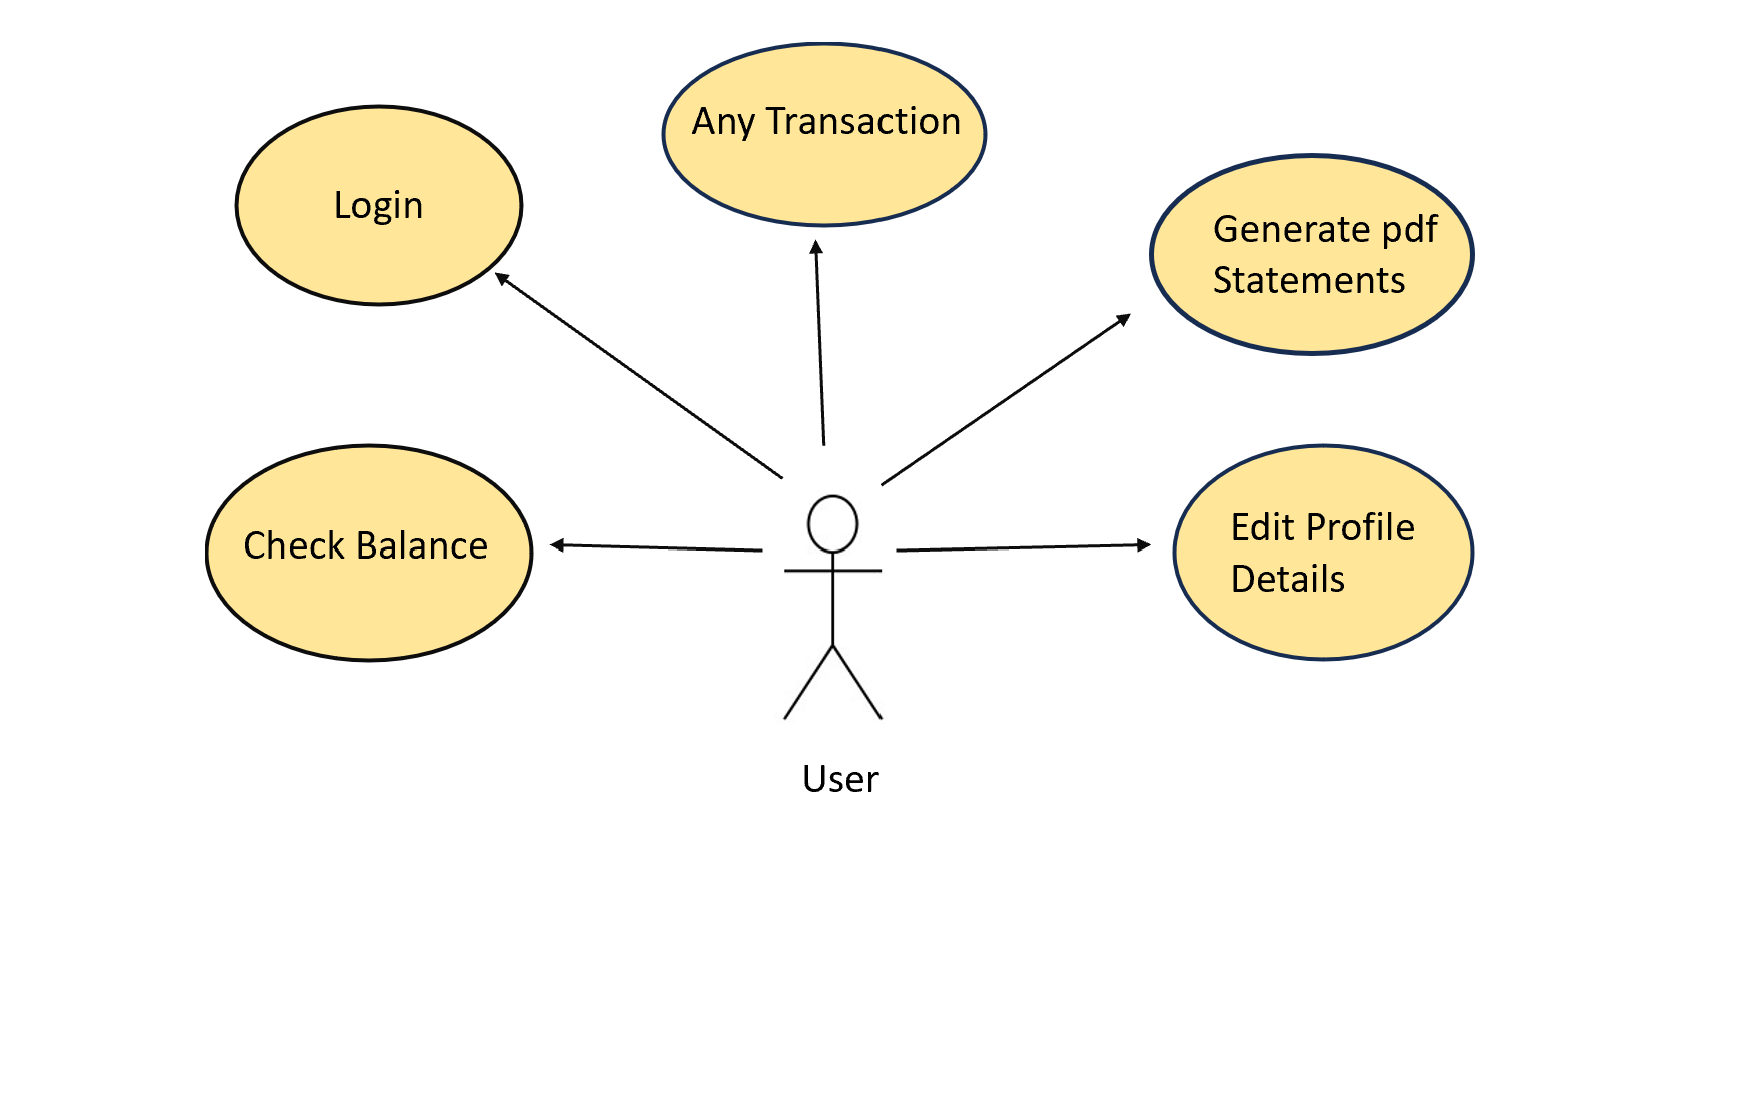 Any Transaction
Login
Generate pdf
Statements
Check Balance
Edit Profile
Details
User